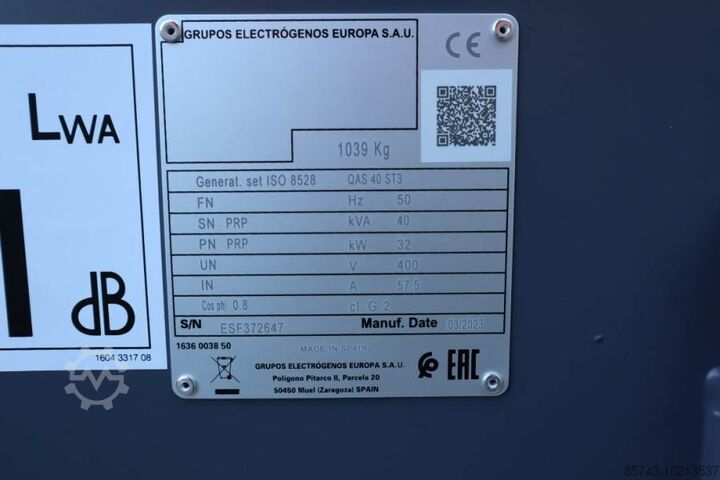 LWA
dB
1604 3317 08
GRUPOS ELECTRÓGENOS EUROPA S.A.U.
CE
1039 Kg
Generat. set ISO 8528 QAS 40 ST3
FN Hz 50
SN PRP kVA 40
PN PRP kW 32
UN V 400
IN A 57.5
Cos phi 0.8 cl. G 2
S/N ESF372647 Manuf. Date 03/2023
1636 0038 50 MADE IN SPAIN
GRUPOS ELECTRÓGENOS EUROPA S.A.U.
Polígono Pitarco II, Parcela 20
50450 Muel (Zaragoza) SPAIN
EAC
85743-16213537